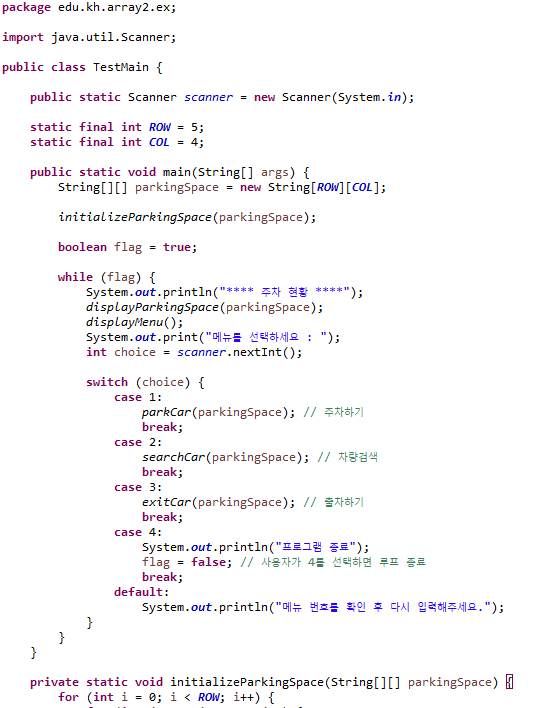 package edu.kh.array2.ex;
import java.util.Scanner;
public class TestMain {
public static Scanner scanner = new Scanner(System.in);
static final int ROW = 5;
static final int COL = 4;
public static void main(String[] args) {
String[][] parkingSpace = new String[ROW][COL];
initializeParkingSpace(parkingSpace);
boolean flag = true;
while (flag) {
System.out.println("**** 주차 현황 ****");
displayParkingSpace(parkingSpace);
displayMenu();
System.out.print("메뉴를 선택하세요 : ");
int choice = scanner.nextInt();
switch (choice) {
case 1:
parkCar(parkingSpace); // 주차하기
break;
case 2:
searchCar(parkingSpace); // 차량검색
break;
case 3:
exitCar(parkingSpace); // 출차하기
break;
case 4:
System.out.println("프로그램 종료");
flag = false; // 사용자가 4를 선택하면 루프 종료
break;
default:
System.out.println("메뉴 번호를 확인 후 다시 입력해주세요.");
}
}
}
private static void initializeParkingSpace(String[][] parkingSpace) {
for (int i = 0; i < ROW; i++) {